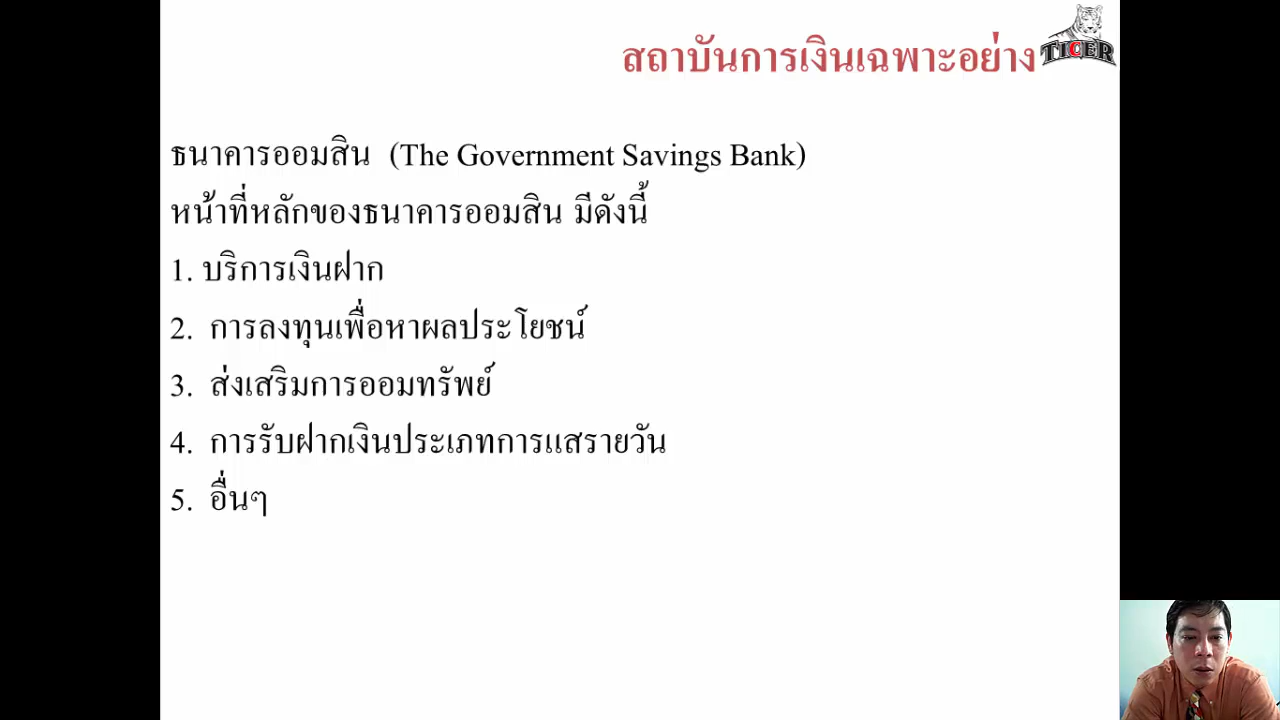 สถาบันการเงินเฉพาะอย่าง
TICER
ธนาคารออมสิน (The Government Savings Bank)
หน้าที่หลักของธนาคารออมสิน มีดังนี้
1. บริการเงินฝาก
2. การลงทุนเพื่อหาผลประโยชน์
3. ส่งเสริมการออมทรัพย์
4. การรับฝากเงินประเภทการแสรายวัน
5. อื่นๆ